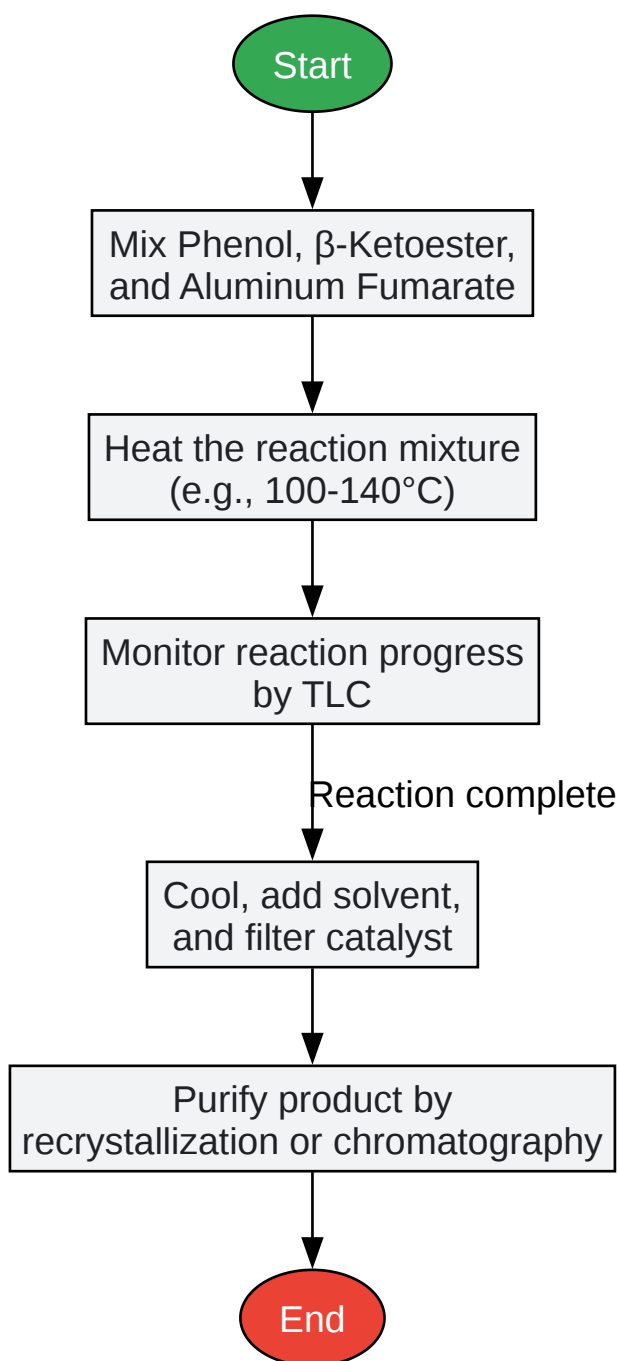 Start
Mix Phenol, β-Ketoester,
and Aluminum Fumarate
Heat the reaction mixture
(e.g., 100-140°C)
Monitor reaction progress
by TLC
Reaction complete
Cool, add solvent,
and filter catalyst
Purify product by
recrystallization or chromatography
End